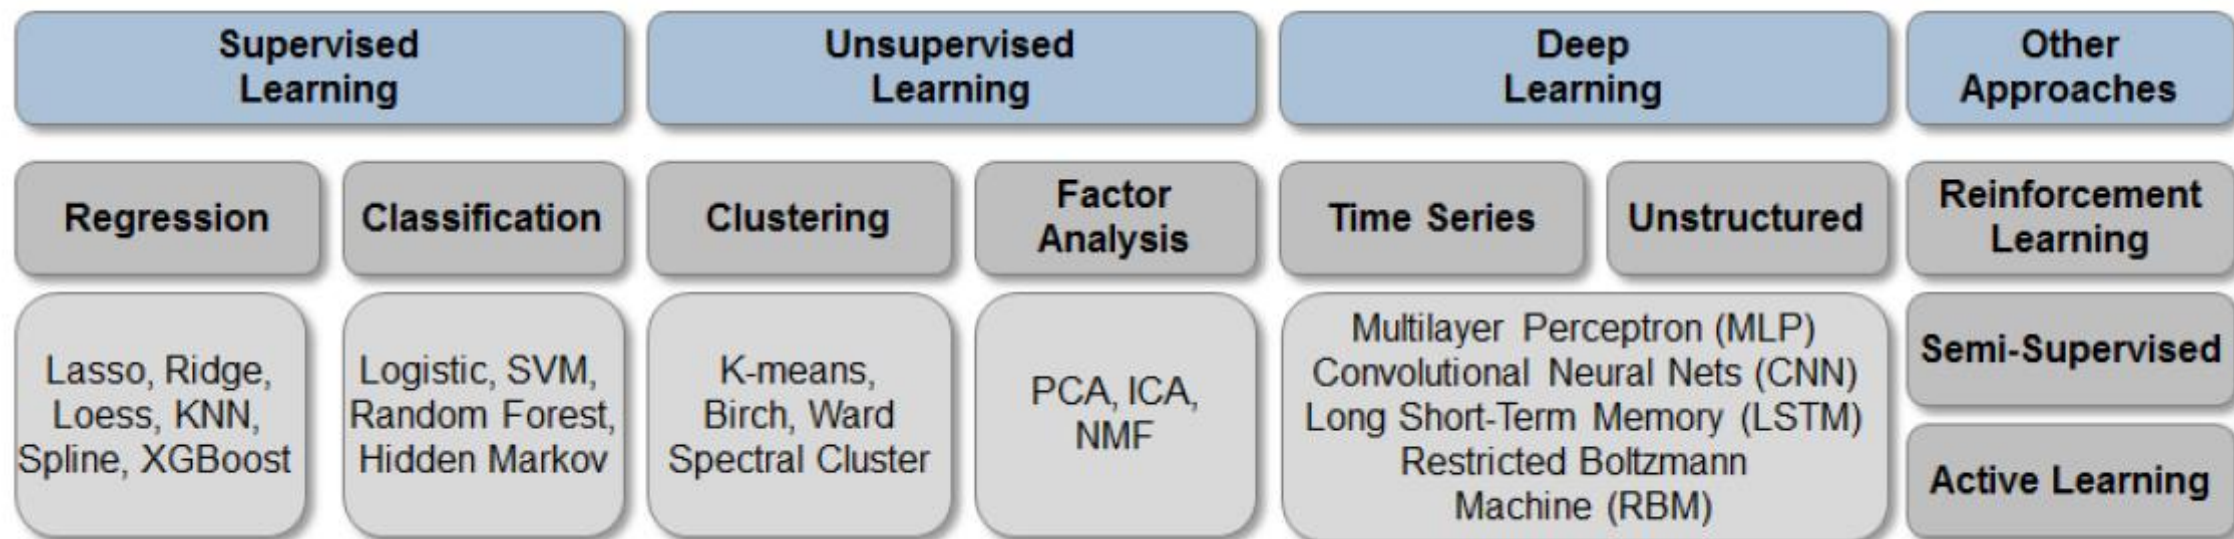 Supervised
Learning
Unsupervised
Learning
Deep
Learning
Other
Approaches
Regression
Classification
Clustering
Factor
Analysis
Time Series
Unstructured
Reinforcement
Learning
Lasso, Ridge,
Loess, KNN,
Spline, XGBoost
Logistic, SVM,
Random Forest,
Hidden Markov
K-means,
Birch, Ward
Spectral Cluster
PCA, ICA,
NMF
Multilayer Perceptron (MLP)
Convolutional Neural Nets (CNN)
Long Short-Term Memory (LSTM)
Restricted Boltzmann
Machine (RBM)
Semi-Supervised
Active Learning